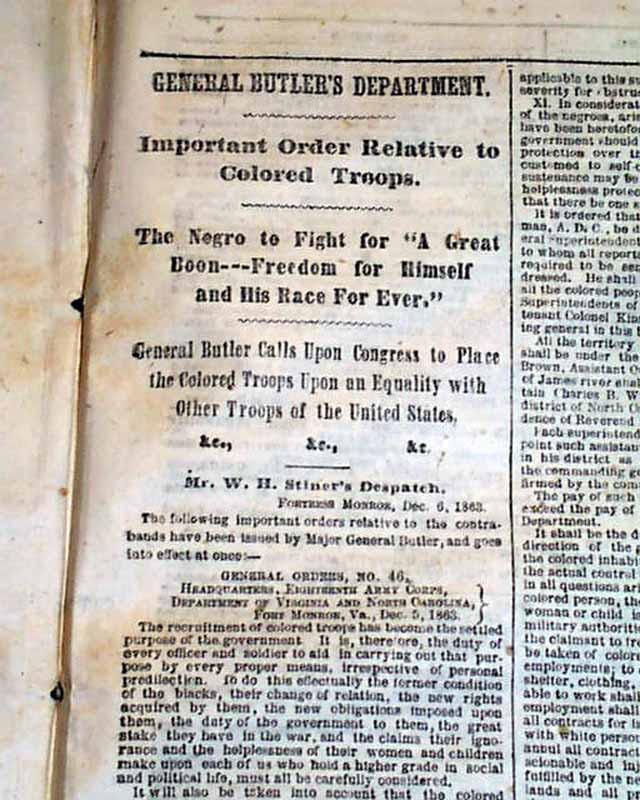 GENERAL BUTLER'S DEPARTMENT.
Important Order Relative to
Colored Troops.
The Negro to Fight for "A Great
Boon---Freedom for Himself
and His Race For Ever."
General Butler Calls Upon Congress to Place
the Colored Troops Upon an Equality with
Other Troops of the United States,
&c., &c., &c.
Mr. W. H. Stiner's Despatch.
FORTRESS MONROE, Dec. 6, 1863.
The following important orders relative to the contra-
bands have been issued by Major General Butler, and goes
into effect at once:—
GENERAL ORDERS, NO. 46.
HEADQUARTERS, EIGHTEENTH ARMY CORPS,
DEPARTMENT OF VIRGINIA AND NORTH CAROLINA,
FORT MONROE, VA., Dec. 5, 1863.
The recruitment of colored troops has become the settled
purpose of the government. It is, therefore, the duty of
every officer and soldier to aid in carrying out that pur-
pose by every proper means, irrespective of personal
predilection. To do this effectually the former condition
of the blacks, their change of relation, the new rights
acquired by them, the new obligations imposed upon
them, the duty of the government to them, the great
stake they have in the war, and the claims their igno-
rance and the helplessness of their women and children
make upon each of us who hold a higher grade in social
and political life, must all be carefully considered.
It will also be taken into account that the colored
applicable to this
severity for
XI. In
of the negroes,
have been
government should
protection over
to self-
sustenance may be
helplessness
that there be one
It is ordered that
man, A. D. C., be
eral superintendent
to whom all
required to be
dressed. He shall
all the colored
Superintendents of
tenant Colonel
ing general in this
All the territory
shall be under the
Brown, Assistant
of James river
tain Charles B. W
district of North
dence of Reverend
Each
point such
in his district as
the commanding
firmed by the
The pay of such
exceed the pay of
Department.
It shall be the
direction of the
the colored
the actual
in all questions
colored person,
woman or child is
military
the claimant to
be taken of
employments; to
shelter, clothing,
able to work shall
employment shall
all contracts for
with white
annul all
sidence and
fulfilled by the
lands and all